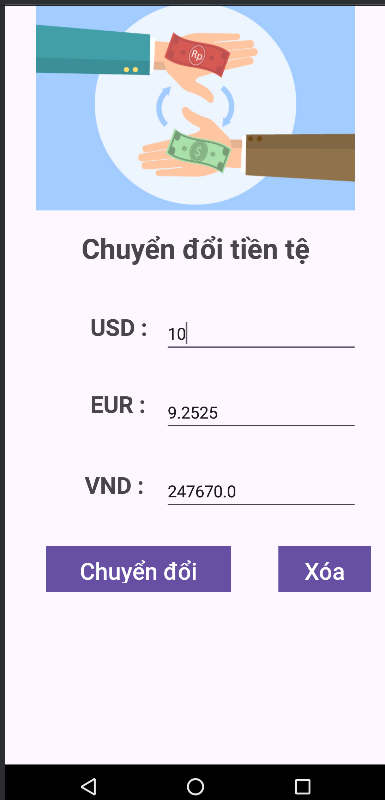 Rp
$
Chuyển đổi tiền tệ
USD : 10
EUR : 9.2525
VND : 247670.0
Chuyển đổi Xóa